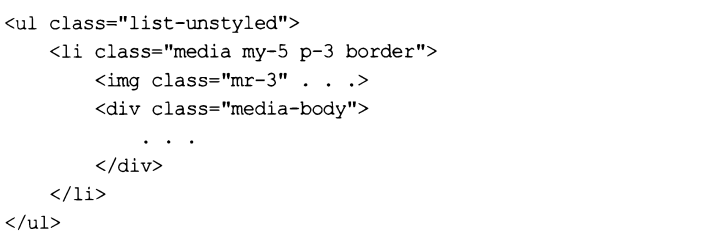 <ul class="list-unstyled">
    <li class="media my-5 p-3 border">
        <img class="mr-3" . . .>
        <div class="media-body">
            . . .
        </div>
    </li>
</ul>